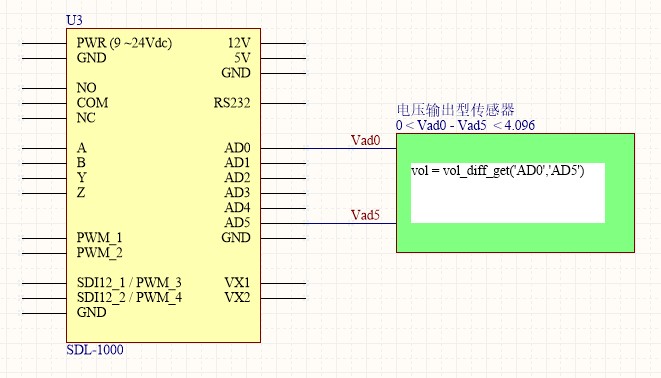 U3
PWR (9 ~24Vdc)
GND
NO
COM
NC
A
B
Y
Z
PWM_1
PWM_2
SDI12_1 / PWM_3
SDI12_2 / PWM_4
GND
12V
5V
GND
RS232
AD0
AD1
AD2
AD3
AD4
AD5
GND
VX1
VX2
SDL-1000
Vad0
Vad5
电压输出型传感器
0 < Vad0 - Vad5 < 4.096
vol = vol_diff_get('AD0','AD5')